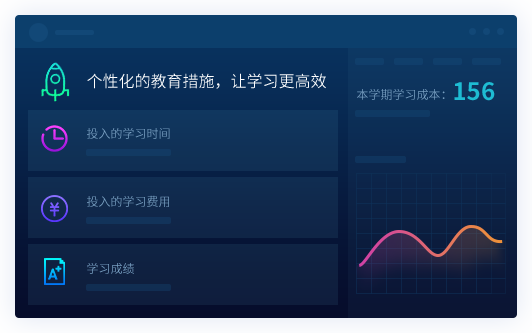 个性化的教育措施，让学习更高效
本学期学习成本：156
投入的学习时间
投入的学习费用
¥
学习成绩
A+